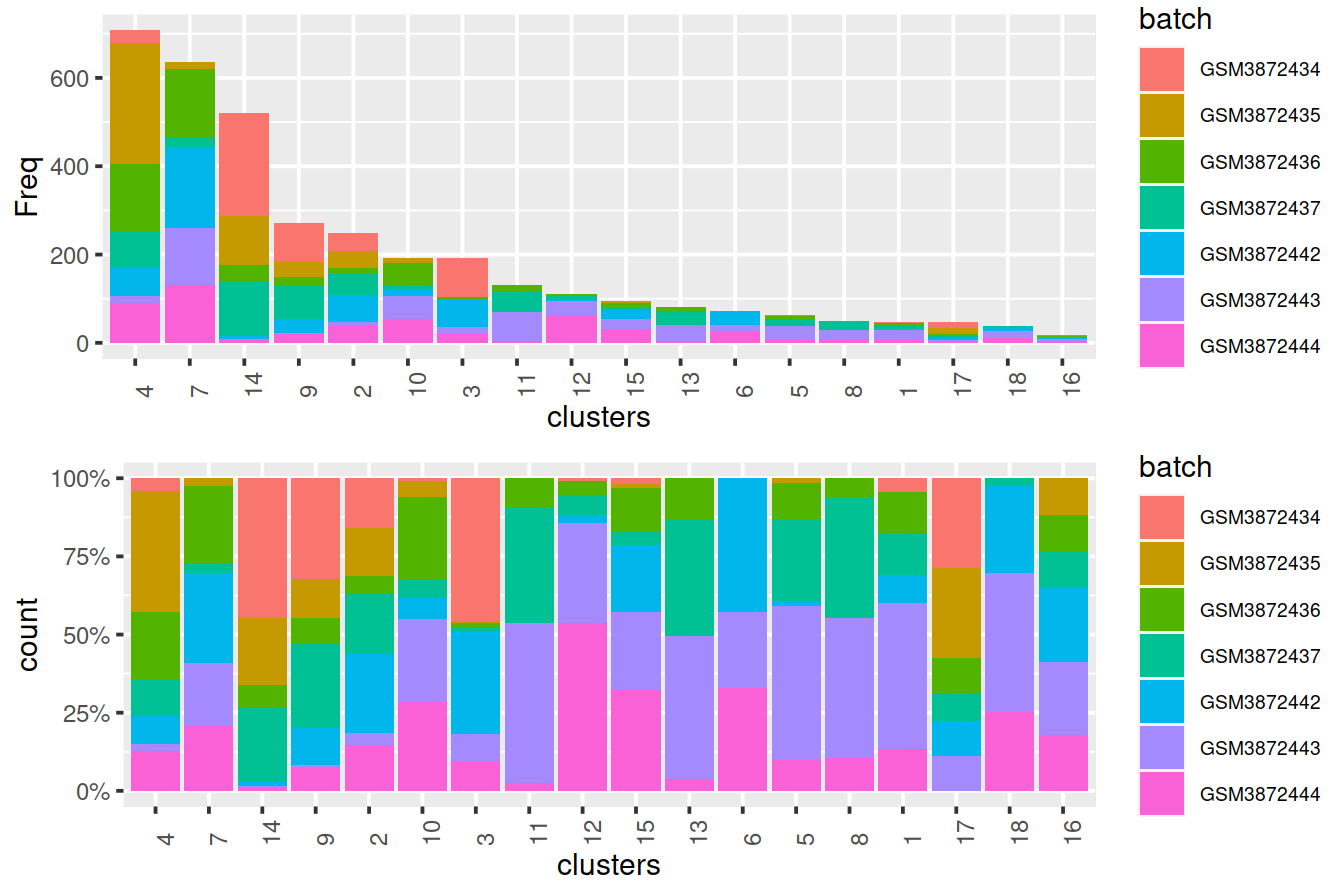 batch
GSM3872434
GSM3872435
GSM3872436
GSM3872437
GSM3872442
GSM3872443
GSM3872444
Freq
600
400
200
0
4 7 14 9 2 10 3 11 12 15 13 6 5 8 1 17 18 16
clusters
batch
GSM3872434
GSM3872435
GSM3872436
GSM3872437
GSM3872442
GSM3872443
GSM3872444
count
100%
75%
50%
25%
0%
4 7 14 9 2 10 3 11 12 15 13 6 5 8 1 17 18 16
clusters